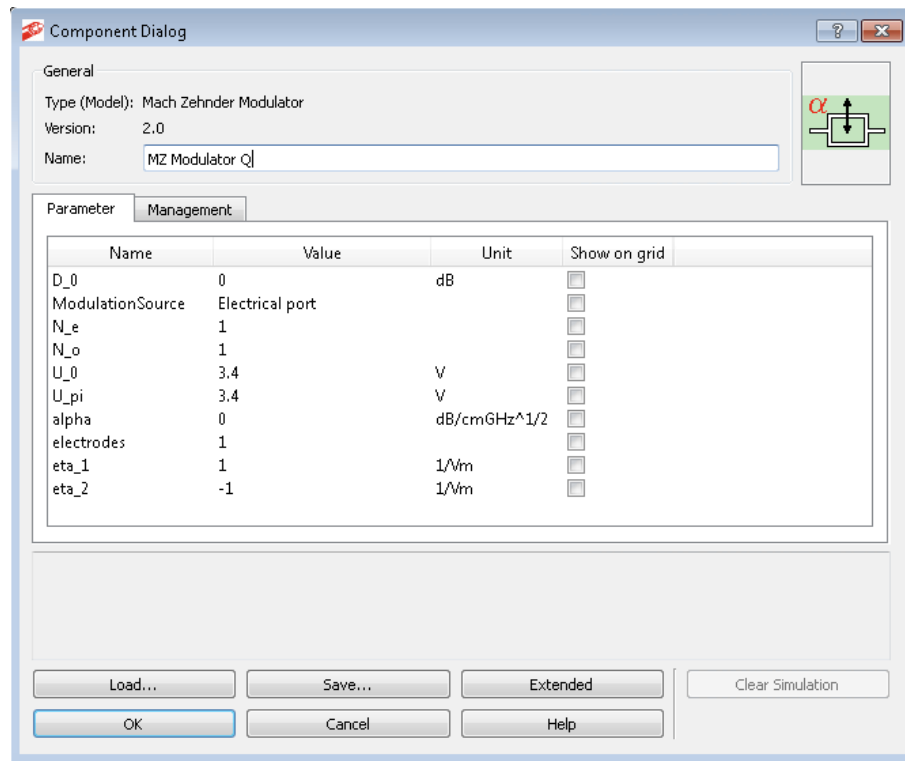 Component Dialog
General
Type (Model): Mach Zehnder Modulator
Version: 2.0
Name: MZ Modulator Q
α
Parameter Management
Name Value Unit Show on grid
D_0 0 dB
ModulationSource Electrical port
N_e 1
N_o 1
U_0 3.4 V
U_pi 3.4 V
alpha 0 dB/cmGHz^1/2
electrodes 1
eta_1 1 1/Vm
eta_2 -1 1/Vm
Load... Save... Extended Clear Simulation
OK Cancel Help